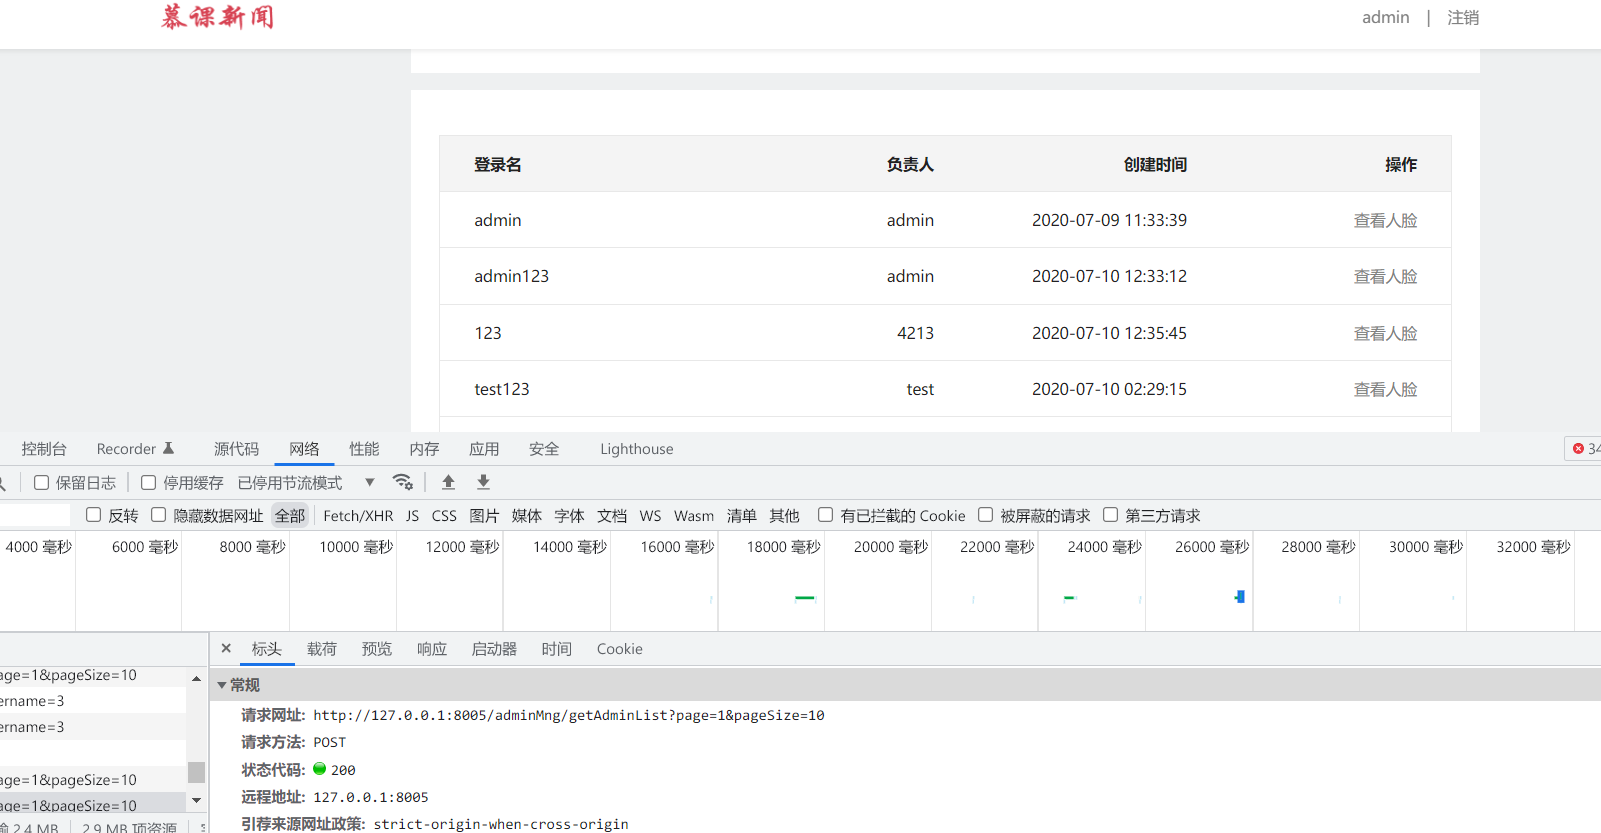 慕课新闻
admin | 注销
登录名 负责人 创建时间 操作
admin admin 2020-07-09 11:33:39 查看人脸
admin123 admin 2020-07-10 12:33:12 查看人脸
123 4213 2020-07-10 12:35:45 查看人脸
test123 test 2020-07-10 02:29:15 查看人脸
控制台 Recorder 源代码 网络 性能 内存 应用 安全 Lighthouse 34
保留日志 停用缓存 已停用节流模式
反转 隐藏数据网址 全部 Fetch/XHR JS CSS 图片 媒体 字体 文档 WS Wasm 清单 其他 有已拦截的 Cookie 被屏蔽的请求 第三方请求
4000 毫秒 6000 毫秒 8000 毫秒 10000 毫秒 12000 毫秒 14000 毫秒 16000 毫秒 18000 毫秒 20000 毫秒 22000 毫秒 24000 毫秒 26000 毫秒 28000 毫秒 30000 毫秒 32000 毫秒
× 标头 载荷 预览 响应 启动器 时间 Cookie
age=1&pageSize=10
ername=3
ername=3
age=1&pageSize=10
age=1&pageSize=10
输 2.4 MB 2.9 MB 项资源
常规
请求网址: http://127.0.0.1:8005/adminMng/getAdminList?page=1&pageSize=10
请求方法: POST
状态代码: 200
远程地址: 127.0.0.1:8005
引荐来源网址政策: strict-origin-when-cross-origin